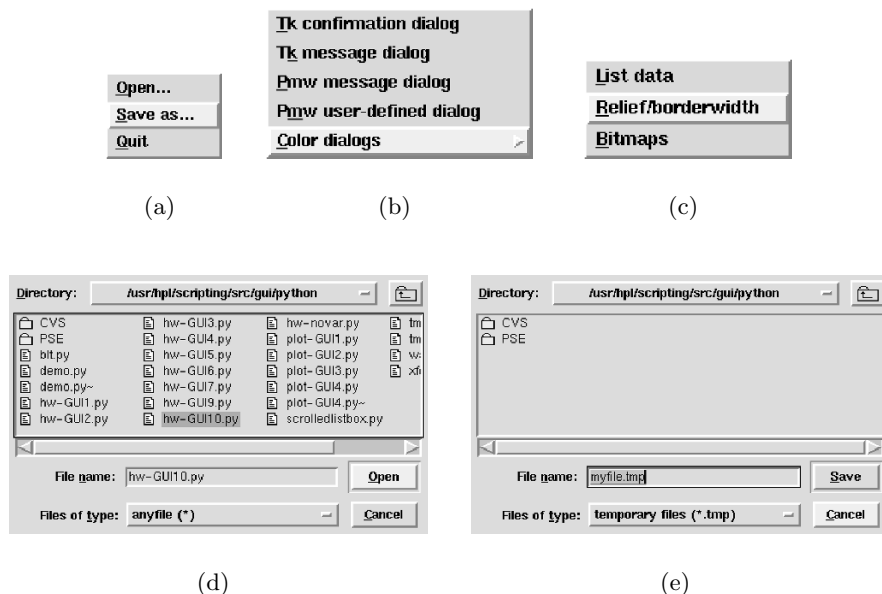 Open...
Save as...
Quit
(a)
Tk confirmation dialog
Tk message dialog
Pmw message dialog
Pmw user-defined dialog
Color dialogs
(b)
List data
Relief/borderwidth
Bitmaps
(c)
Directory: /usr/hpl/scripting/src/gui/python
CVS hw-GUI3.py hw-novar.py tm
PSE hw-GUI4.py plot-GUI1.py tm
blt.py hw-GUI5.py plot-GUI2.py
demo.py hw-GUI6.py plot-GUI3.py
demo.py~ hw-GUI7.py plot-GUI4.py
hw-GUI1.py hw-GUI9.py plot-GUI4.py~
hw-GUI2.py hw-GUI10.py scrolledlistbox.py
File name: hw-GUI10.py Open
Files of type: anyfile (*) Cancel
(d)
Directory: /usr/hpl/scripting/src/gui/python
CVS
PSE
File name: myfile.tmp Save
Files of type: temporary files (*.tmp) Cancel
(e)